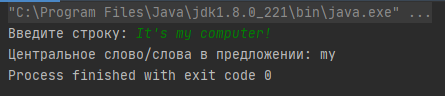 "C:\Program Files\Java\jdk1.8.0_221\bin\java.exe" ...
Введите строку: It's my computer!
Центральное слово/слова в предложении: my
Process finished with exit code 0